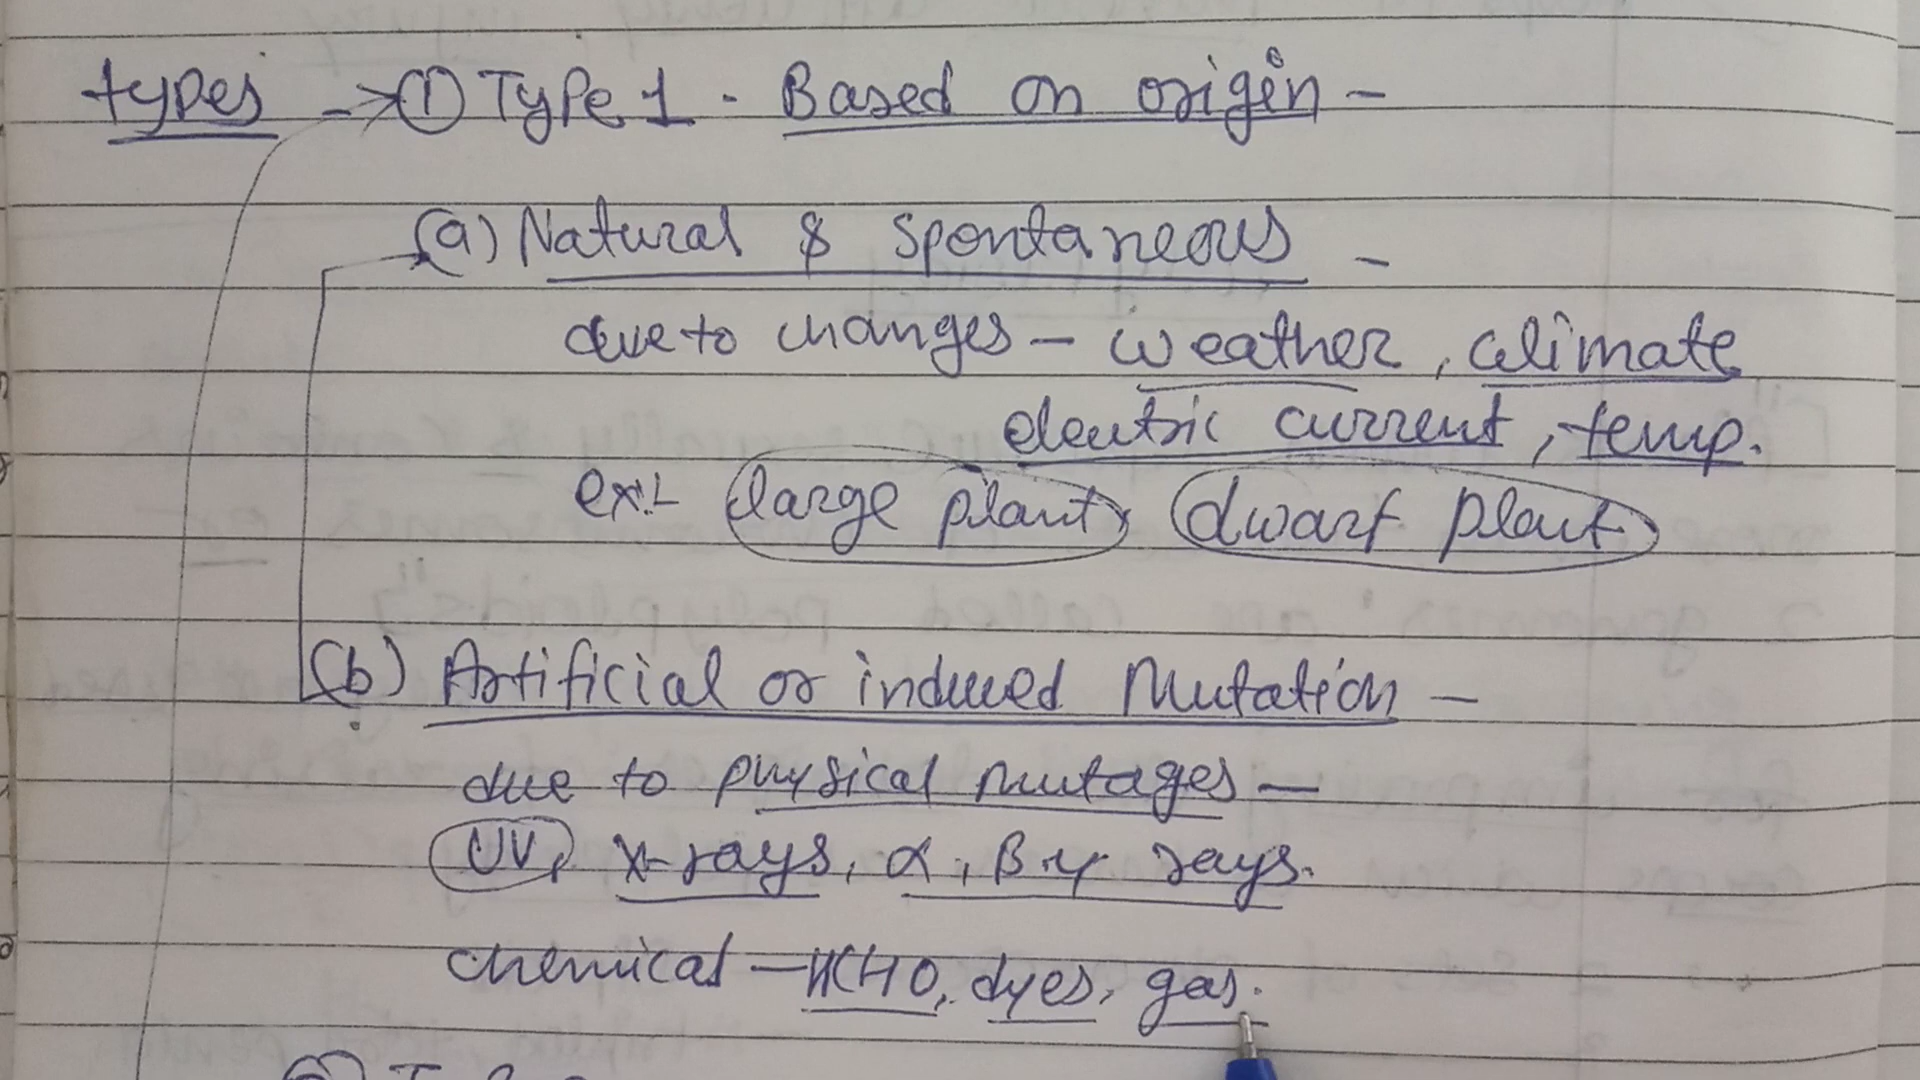 types → ① Type 1 - Based on origin -
(a) Natural & spontaneous -
due to changes - weather, climate
electric current, temp.
ex:- large plant, dwarf plant
(b) Artificial or induced Mutation -
due to physical mutages -
UV, x-rays, α, β, γ rays.
chemical - HCHO, dyes, gas.